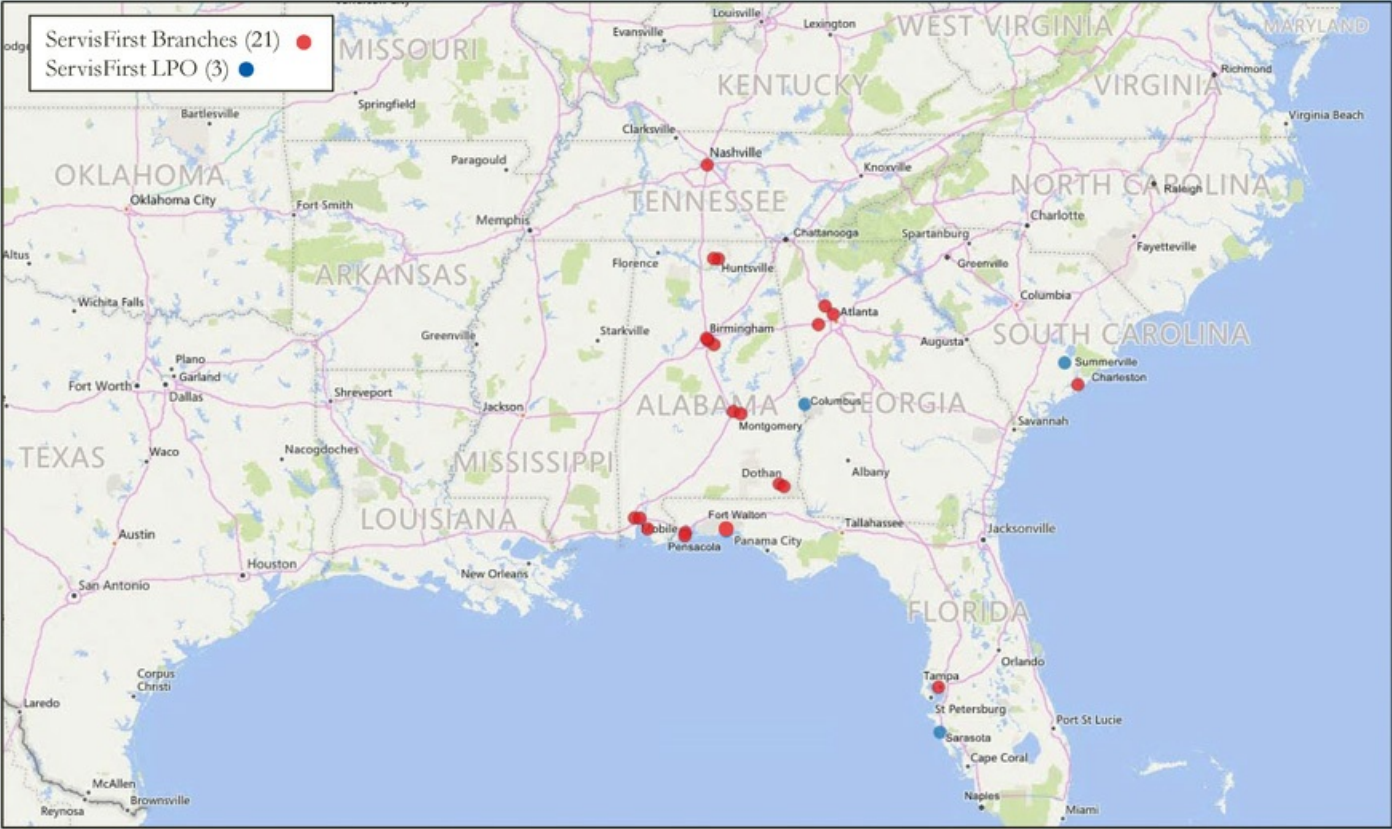 ServisFirst Branches (21)
ServisFirst LPO (3)
Louisville
Lexington
WEST VIRGINIA
MARYLAND
Evansville
MISSOURI
KENTUCKY
VIRGINIA
Richmond
Springfield
Bartlesville
Virginia Beach
Clarksville
Nashville
Paragould
Knoxville
OKLAHOMA
TENNESSEE
NORTH CAROLINA
Raleigh
Oklahoma City
Fort Smith
Memphis
Charlotte
Chattanooga
Spartanburg
Fayetteville
Altus
Florence
Huntsville
Greenville
ARKANSAS
Wichita Falls
Columbia
Atlanta
Greenville
Starkville
Birmingham
Augusta
SOUTH CAROLINA
Plano
Garland
Fort Worth
Dallas
Summerville
Charleston
Shreveport
Jackson
ALABAMA
Columbus
GEORGIA
Montgomery
Savannah
Nacogdoches
Waco
TEXAS
MISSISSIPPI
Dothan
Albany
LOUISIANA
Fort Walton
Tallahassee
Jacksonville
Austin
obile
Pensacola
Panama City
Houston
New Orleans
San Antonio
FLORIDA
Orlando
Corpus
Christi
Tampa
Laredo
St Petersburg
Port St Lucie
Sarasota
Cape Coral
McAllen
Reynosa
Brownsville
Naples
Miami